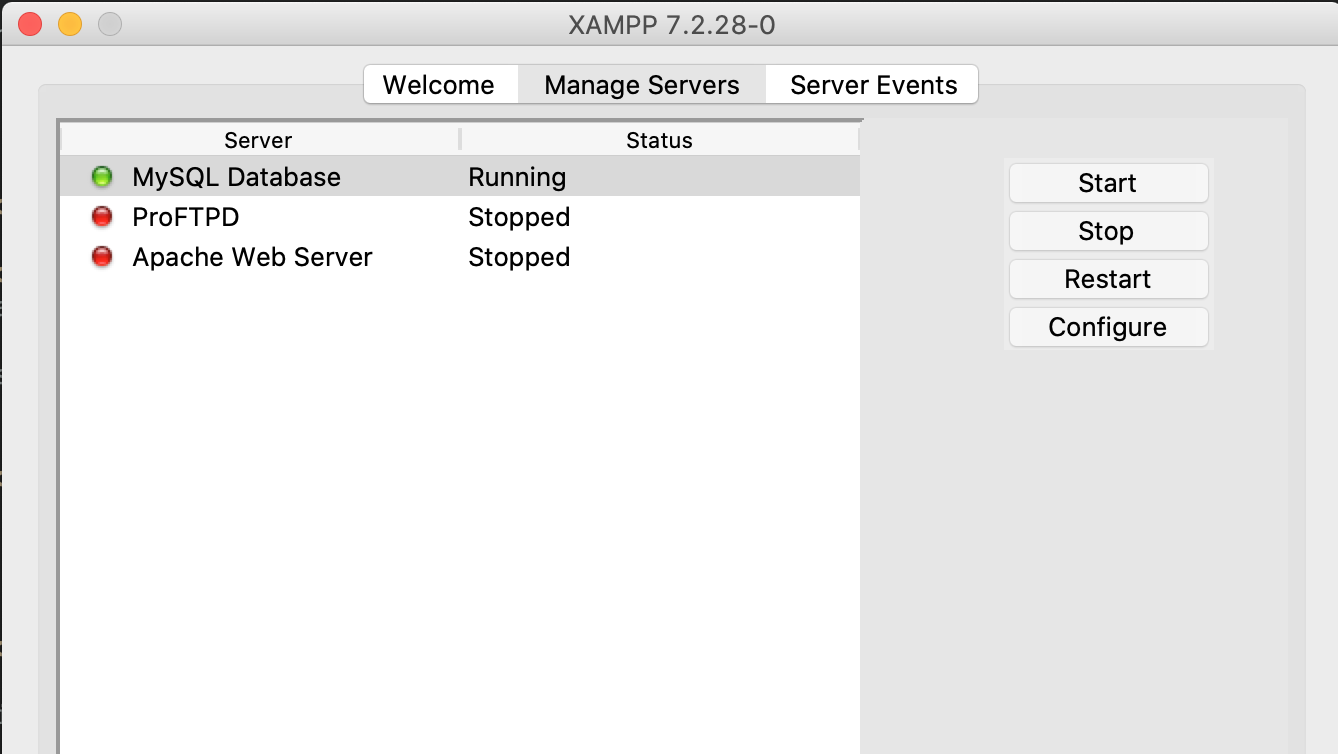 XAMPP 7.2.28-0
Welcome Manage Servers Server Events
Server Status
MySQL Database Running
ProFTPD Stopped
Apache Web Server Stopped
Start
Stop
Restart
Configure